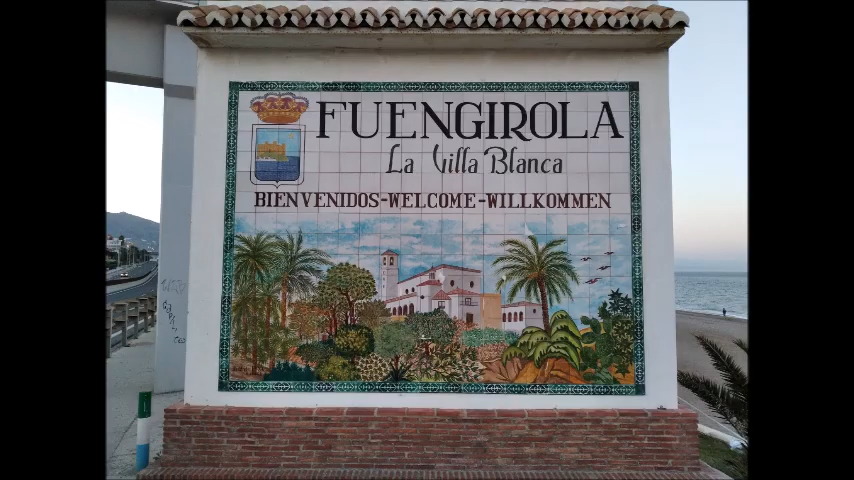 FUENGIROLA
La Villa Blanca
BIENVENIDOS-WELCOME-WILLKOMMEN